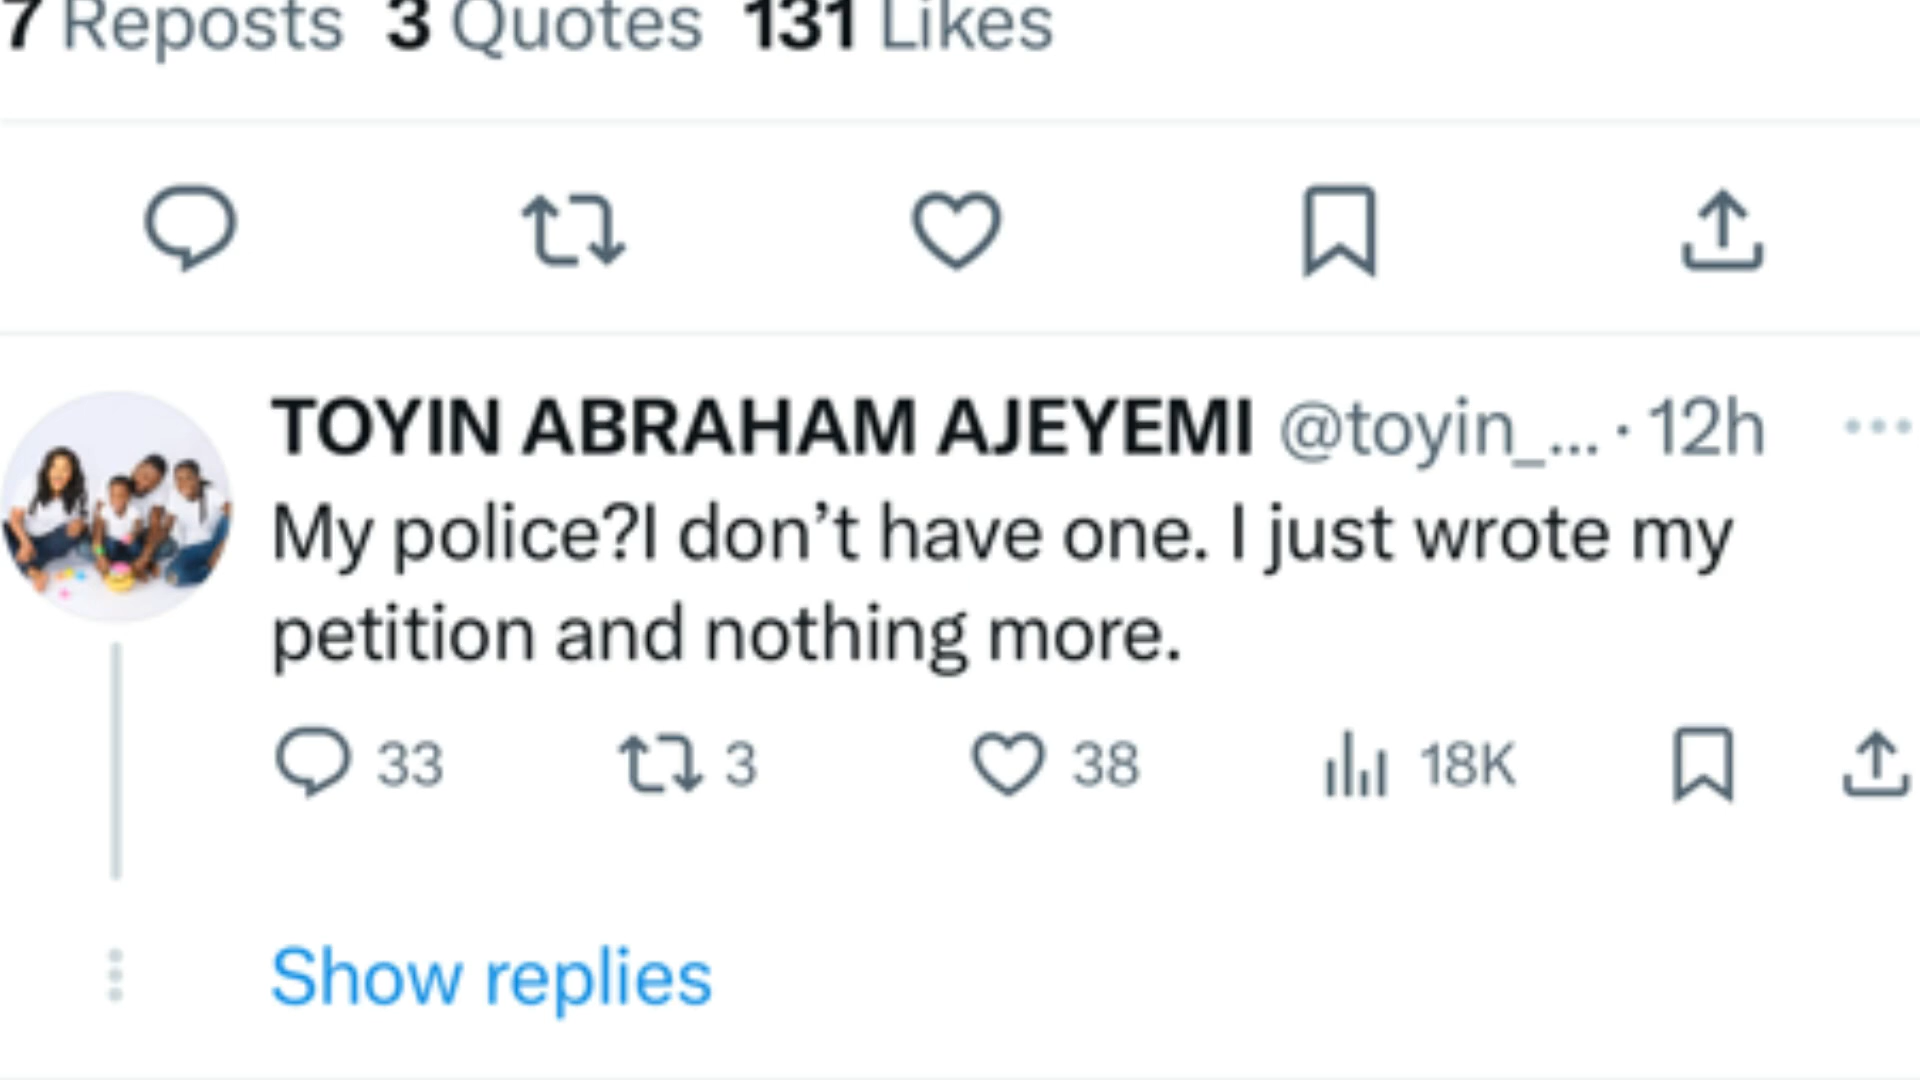 7 Reposts 3 Quotes 131 Likes
TOYIN ABRAHAM AJEYEMI @toyin_... · 12h
My police?I don’t have one. I just wrote my
petition and nothing more.
33 3 38 18K
Show replies